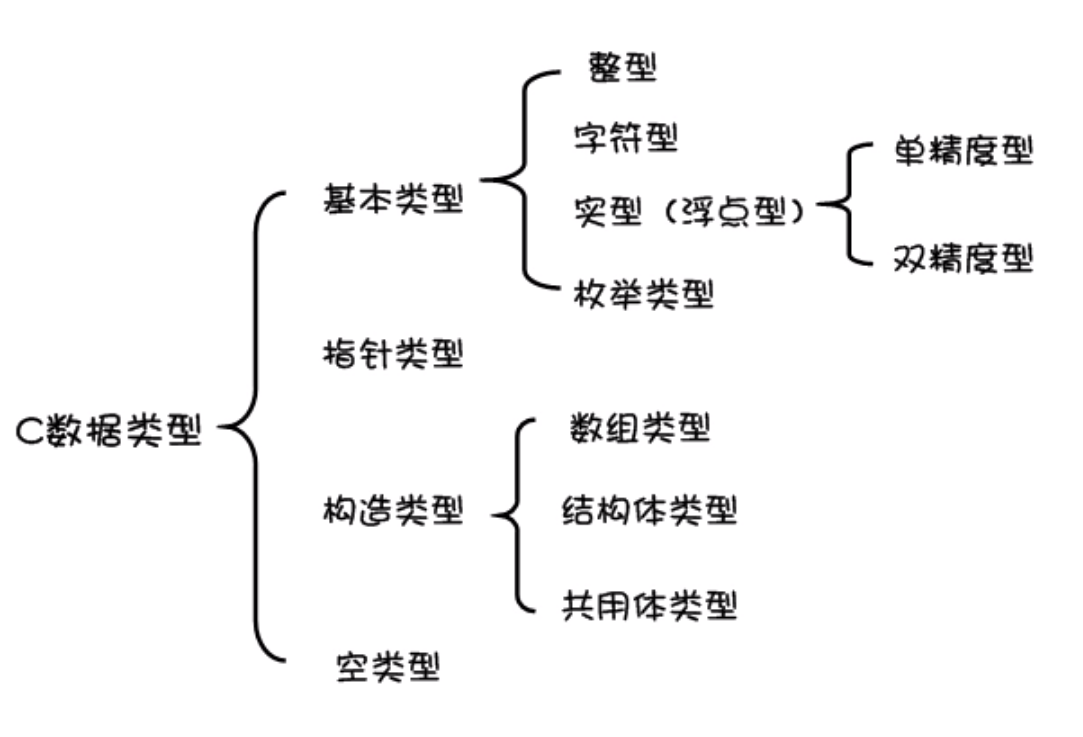 C数据类型
基本类型
整型
字符型
实型（浮点型）
单精度型
双精度型
枚举类型
指针类型
构造类型
数组类型
结构体类型
共用体类型
空类型